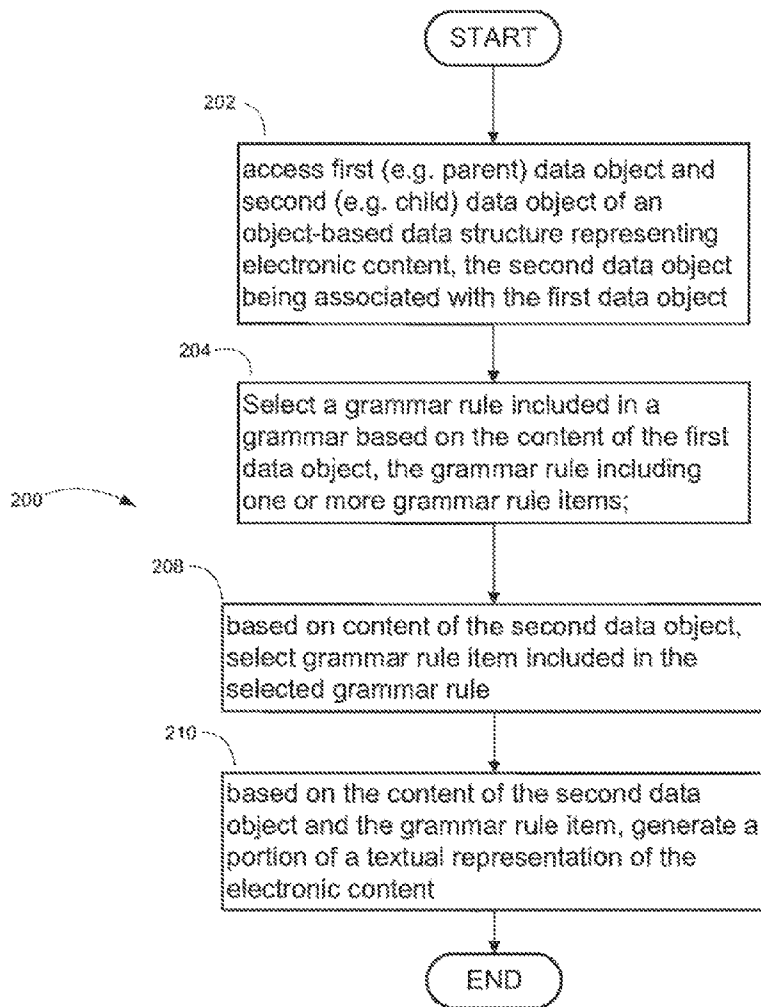 START
202
access first (e.g. parent) data object and
second (e.g. child) data object of an
object-based data structure representing
electronic content, the second data object
being associated with the first data object
204
Select a grammar rule included in a
grammar based on the content of the first
data object, the grammar rule including
one or more grammar rule items;
200
208
based on content of the second data object,
select grammar rule item included in the
selected grammar rule
210
based on the content of the second data
object and the grammar rule item, generate a
portion of a textual representation of the
electronic content
END